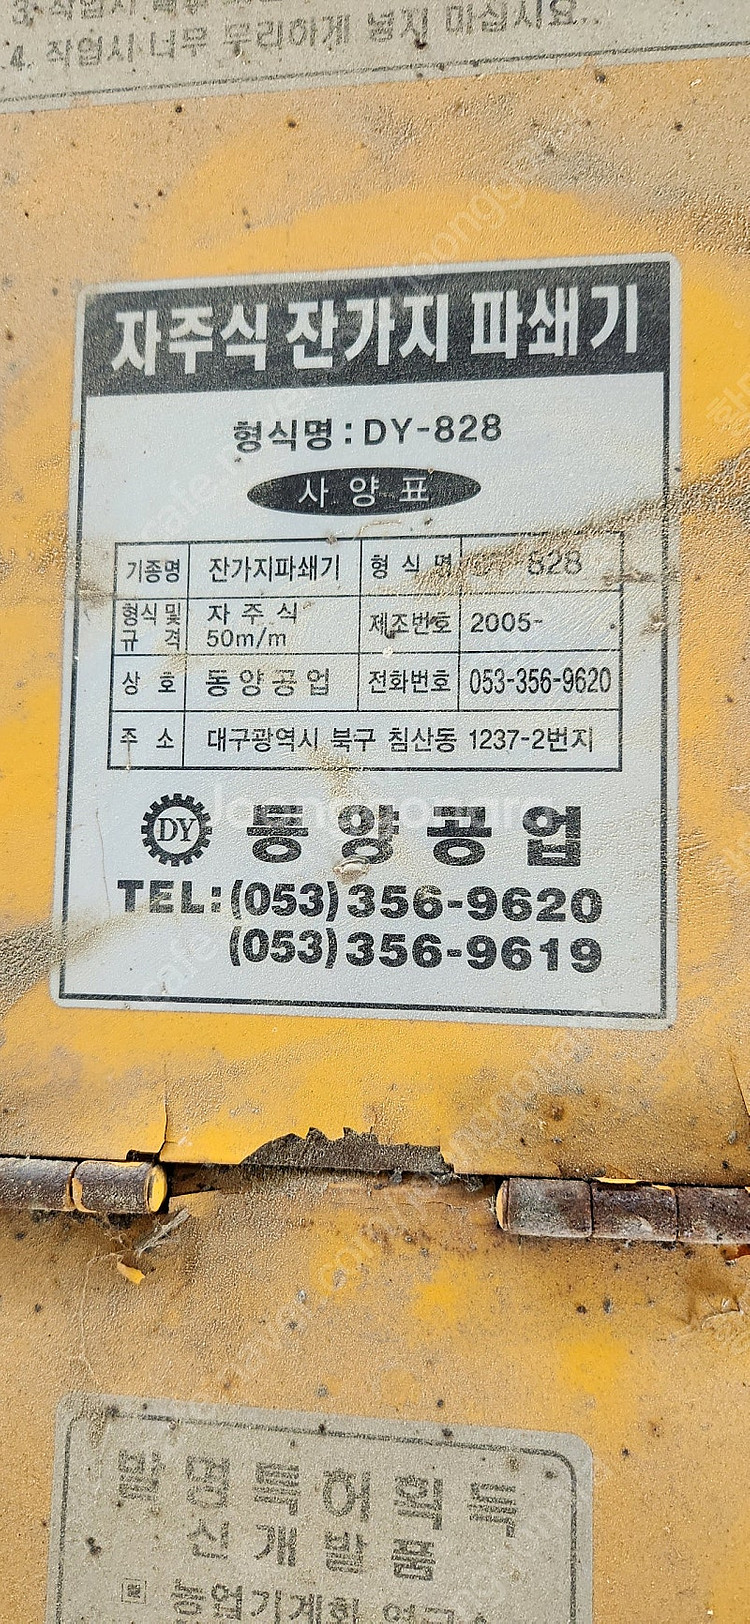 4. 작업시 너무 무리하게 넣지 마십시요..
자주식 잔가지 파쇄기
형식명 : DY-828
사 양 표
기종명 잔가지파쇄기 형 식 명 828
형식 및 규 격 자 주 식 50m/m 제조번호 2005-
상 호 동양공업 전화번호 053-356-9620
주 소 대구광역시 북구 침산동 1237-2번지
DY 동양공업
TEL: (053) 356-9620
(053) 356-9619
발명특허획득
신개발품
농업기계화